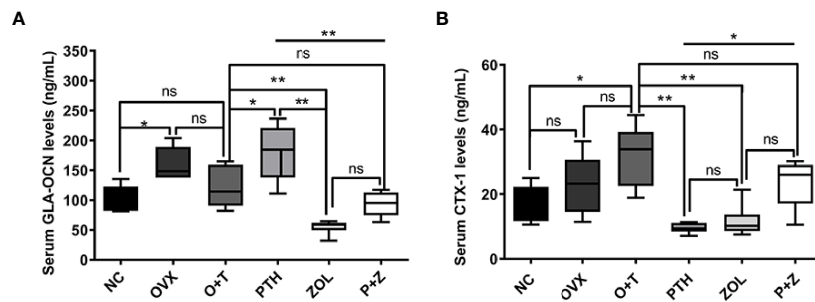 A
Serum GLA-OCN levels (ng/mL)
350
300
250
200
150
100
50
0
**
ns
**
ns
*
**
*
ns
ns
NC
OVX
O+T
PTH
ZOL
P+Z
B
Serum CTX-1 levels (ng/mL)
60
40
20
0
*
ns
*
**
ns
**
ns
ns
ns
NC
OVX
O+T
PTH
ZOL
P+Z